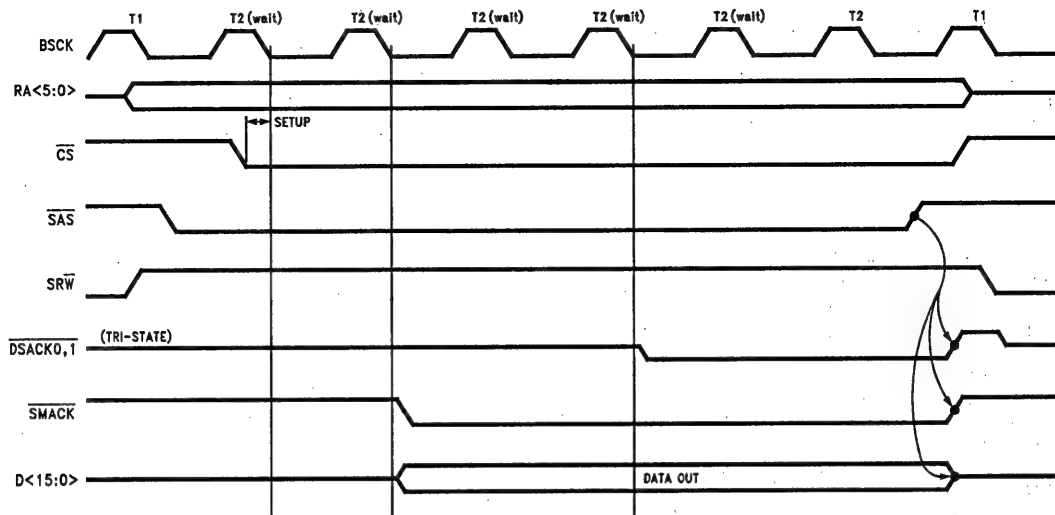 T1 T2 (wait) T2 (wait) T2 (wait) T2 (wait) T2 (wait) T2 T1
BSCK
RA<5:0>
SETUP
CS
SAS
SRW
(TRI-STATE)
DSACK0,1
SMACK
D<15:0> DATA OUT